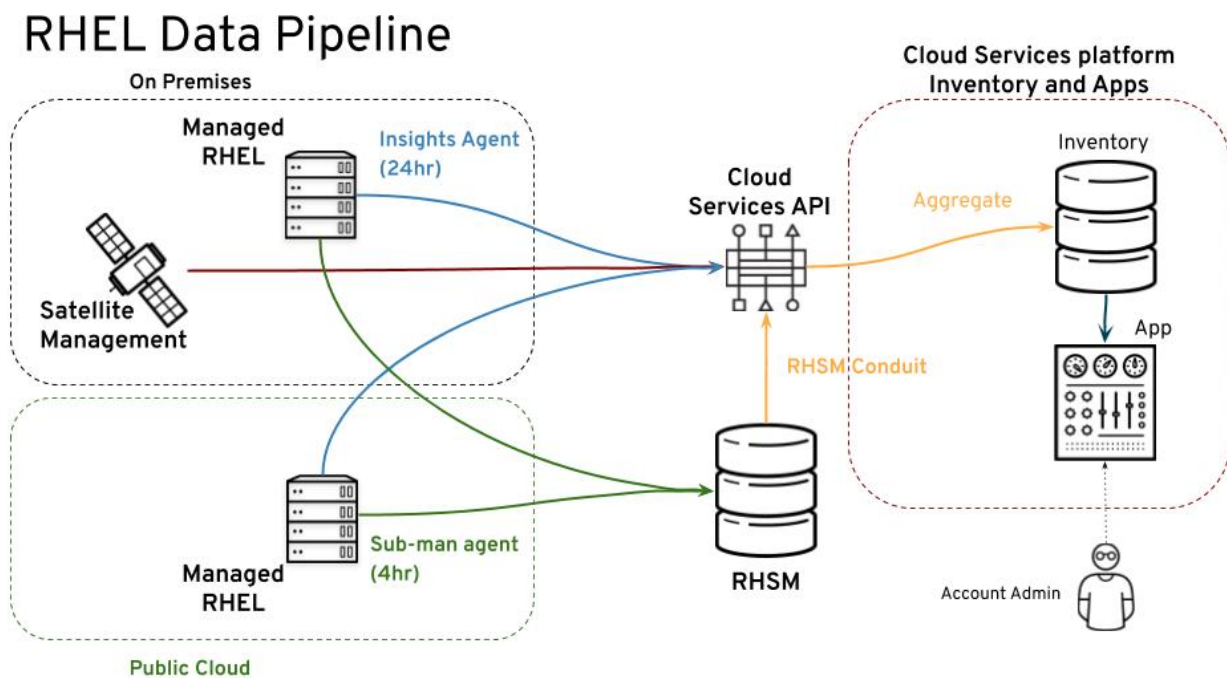 RHEL Data Pipeline
On Premises
Managed
RHEL
Insights Agent
(24hr)
Satellite
Management
Cloud
Services API
Cloud Services platform
Inventory and Apps
Inventory
Aggregate
App
RHSM Conduit
Managed
RHEL
Sub-man agent
(4hr)
RHSM
Account Admin
Public Cloud